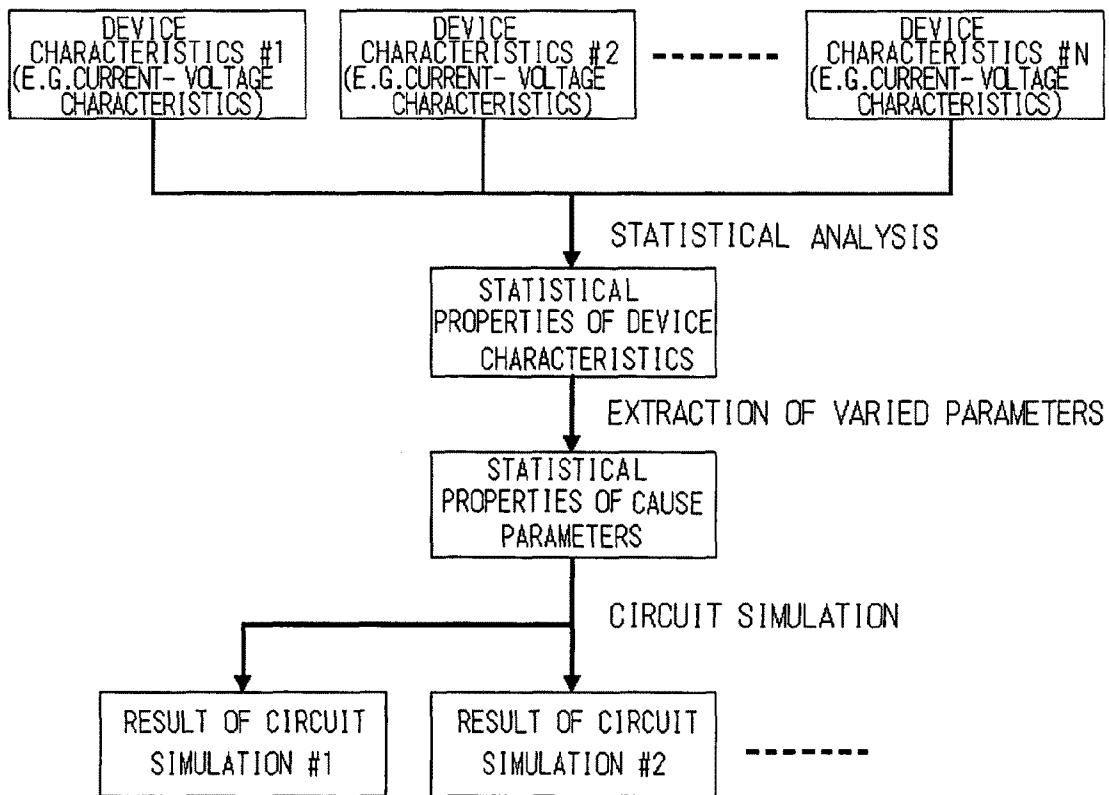 DEVICE
CHARACTERISTICS #1
(E.G.CURRENT-VOLTAGE
CHARACTERISTICS)
DEVICE
CHARACTERISTICS #2
(E.G.CURRENT-VOLTAGE
CHARACTERISTICS)
DEVICE
CHARACTERISTICS #N
(E.G.CURRENT-VOLTAGE
CHARACTERISTICS)
STATISTICAL ANALYSIS
STATISTICAL
PROPERTIES OF DEVICE
CHARACTERISTICS
EXTRACTION OF VARIED PARAMETERS
STATISTICAL
PROPERTIES OF CAUSE
PARAMETERS
CIRCUIT SIMULATION
RESULT OF CIRCUIT
SIMULATION #1
RESULT OF CIRCUIT
SIMULATION #2